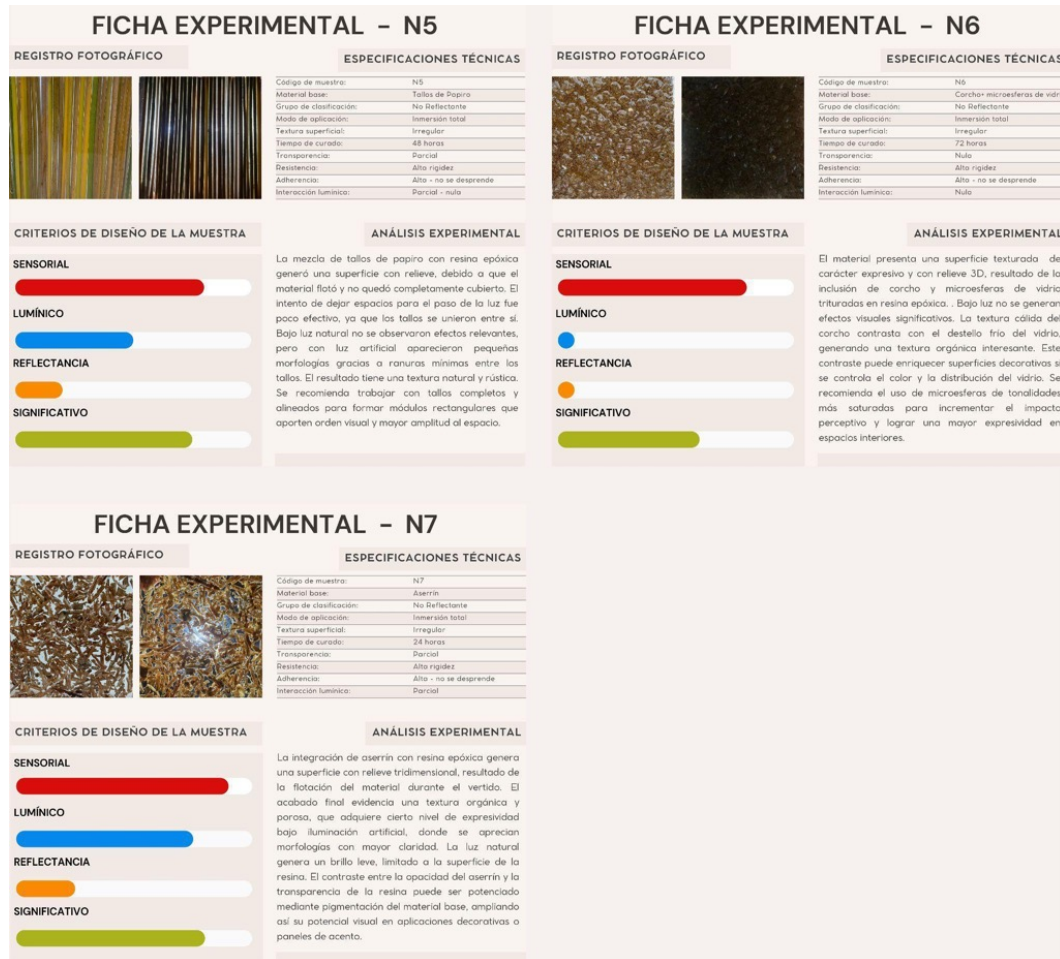 FICHA EXPERIMENTAL - N5
REGISTRO FOTOGRÁFICO
ESPECIFICACIONES TÉCNICAS
Código de muestra: N5
Material base: Tallos de Papiro
Grupo de clasificación: No Reflectante
Modo de aplicación: Inmersión total
Textura superficial: Irregular
Tiempo de curado: 48 horas
Transparencia: Parcial
Resistencia: Alta rigidez
Adherencia: Alta - no se desprende
Interacción lumínica: Parcial - nula
CRITERIOS DE DISEÑO DE LA MUESTRA
SENSORIAL
LUMÍNICO
REFLECTANCIA
SIGNIFICATIVO
ANÁLISIS EXPERIMENTAL
La mezcla de tallos de papiro con resina epóxica
generó una superficie con relieve, debido a que el
material flotó y no quedó completamente cubierto. El
intento de dejar espacios para el paso de la luz fue
poco efectivo, ya que los tallos se unieron entre sí.
Bajo luz natural no se observaron efectos relevantes,
pero con luz artificial aparecieron pequeñas
morfologías gracias a ranuras mínimas entre los
tallos. El resultado tiene una textura natural y rústica.
Se recomienda trabajar con tallos completos y
alineados para formar módulos rectangulares que
aporten orden visual y mayor amplitud al espacio.
FICHA EXPERIMENTAL - N6
REGISTRO FOTOGRÁFICO
ESPECIFICACIONES TÉCNICAS
Código de muestra: N6
Material base: Corcho+ microesferas de vidri
Grupo de clasificación: No Reflectante
Modo de aplicación: Inmersión total
Textura superficial: Irregular
Tiempo de curado: 72 horas
Transparencia: Nula
Resistencia: Alta rigidez
Adherencia: Alta - no se desprende
Interacción lumínica: Nula
CRITERIOS DE DISEÑO DE LA MUESTRA
SENSORIAL
LUMÍNICO
REFLECTANCIA
SIGNIFICATIVO
ANÁLISIS EXPERIMENTAL
El material presenta una superficie texturada de
carácter expresivo y con relieve 3D, resultado de la
inclusión de corcho y microesferas de vidrio
trituradas en resina epóxica. . Bajo luz no se generan
efectos visuales significativos. La textura cálida del
corcho contrasta con el destello frío del vidrio,
generando una textura orgánica interesante. Este
contraste puede enriquecer superficies decorativas si
se controla el color y la distribución del vidrio. Se
recomienda el uso de microesferas de tonalidades
más saturadas para incrementar el impacto
perceptivo y lograr una mayor expresividad en
espacios interiores.
FICHA EXPERIMENTAL - N7
REGISTRO FOTOGRÁFICO
ESPECIFICACIONES TÉCNICAS
Código de muestra: N7
Material base: Aserrín
Grupo de clasificación: No Reflectante
Modo de aplicación: Inmersión total
Textura superficial: Irregular
Tiempo de curado: 24 horas
Transparencia: Parcial
Resistencia: Alta rigidez
Adherencia: Alta - no se desprende
Interacción lumínica: Parcial
CRITERIOS DE DISEÑO DE LA MUESTRA
SENSORIAL
LUMÍNICO
REFLECTANCIA
SIGNIFICATIVO
ANÁLISIS EXPERIMENTAL
La integración de aserrín con resina epóxica genera
una superficie con relieve tridimensional, resultado de
la flotación del material durante el vertido. El
acabado final evidencia una textura orgánica y
porosa, que adquiere cierto nivel de expresividad
bajo iluminación artificial, donde se aprecian
morfologías con mayor claridad. La luz natural
genera un brillo leve, limitado a la superficie de la
resina. El contraste entre la opacidad del aserrín y la
transparencia de la resina puede ser potenciado
mediante pigmentación del material base, ampliando
así su potencial visual en aplicaciones decorativas o
paneles de acento.